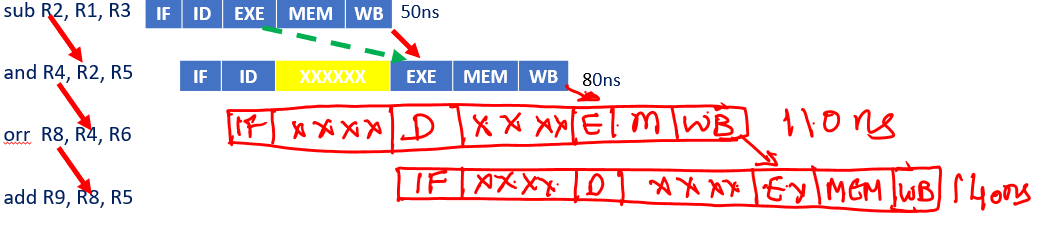 sub R2, R1, R3 IF ID EXE MEM WB 50ns
and R4, R2, R5 IF ID XXXXXX EXE MEM WB 80ns
orr R8, R4, R6 IF XXXX D XXXX E M WB 110 ns
add R9, R8, R5 IF XXXX D XXXX EX MEM WB 140ns